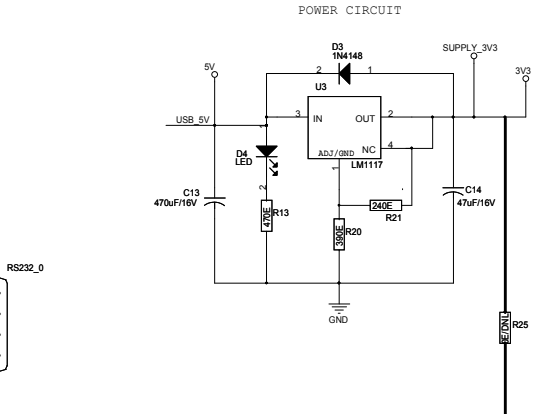 POWER CIRCUIT
D3
1N4148
SUPPLY_3V3
3V3
5V
2
1
U3
USB_5V
1
3
IN
OUT
2
D4
LED
ADJ/GND
NC
4
LM1117
1
2
C13
470uF/16V
470E
R13
240E
R21
C14
47uF/16V
390E
R20
RS232_0
GND
0E/DNL
R25